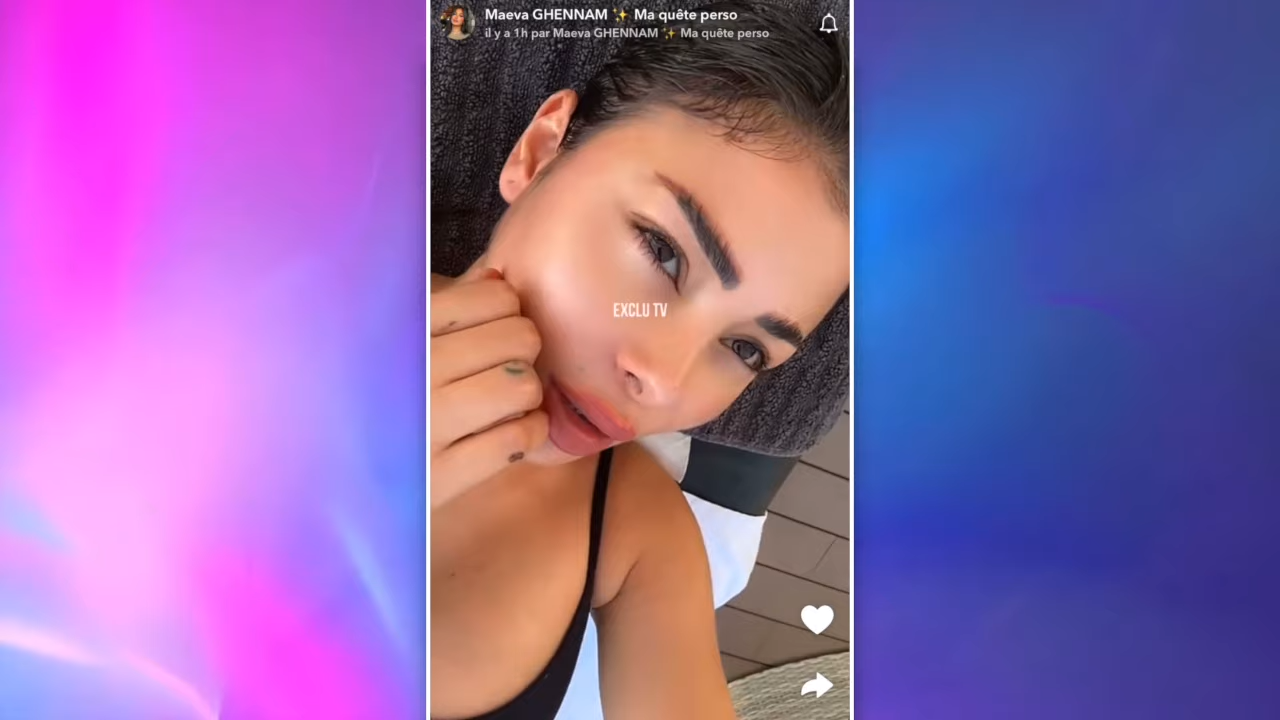 Maeva GHENNAM ✨ Ma quête perso
il y a 1h par Maeva GHENNAM ✨ Ma quête perso
EXCLU TV